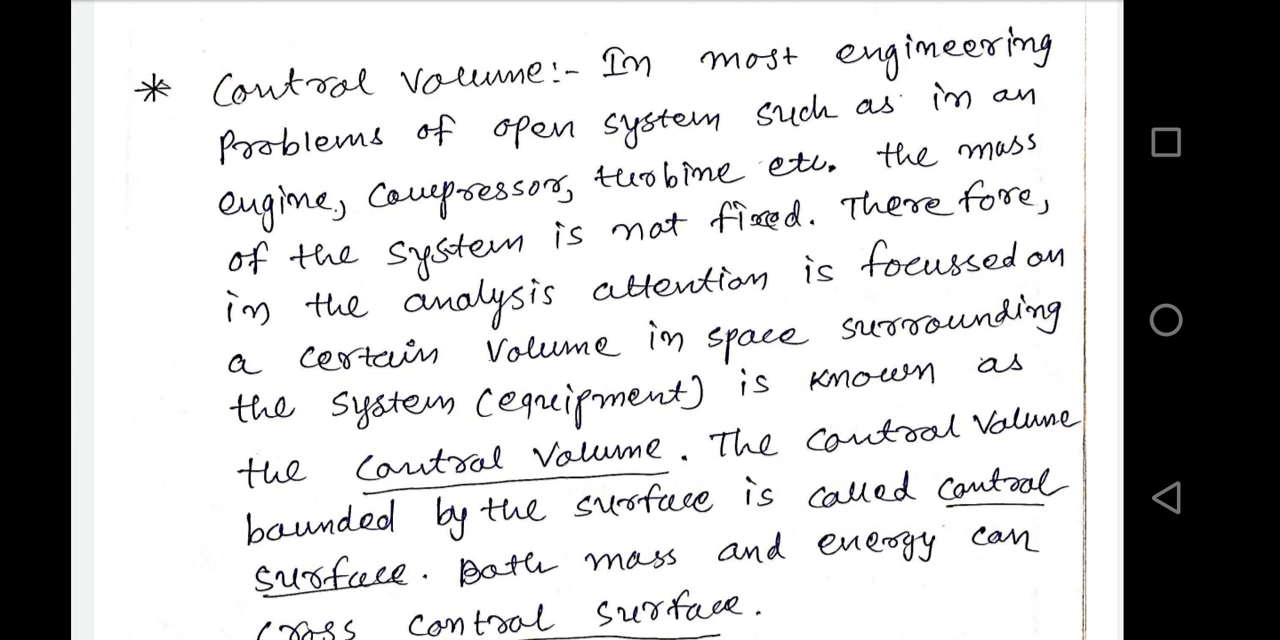 * Control Volume:- In most engineering
Problems of open system such as in an
engine, Compressor, turbine etc. the mass
of the system is not fixed. There fore,
in the analysis attention is focussed on
a certain Volume in space surrounding
the system (equipment) is known as
the Control Volume. The Control Volume
bounded by the surface is called control
surface. Both mass and energy can
cross control surface.